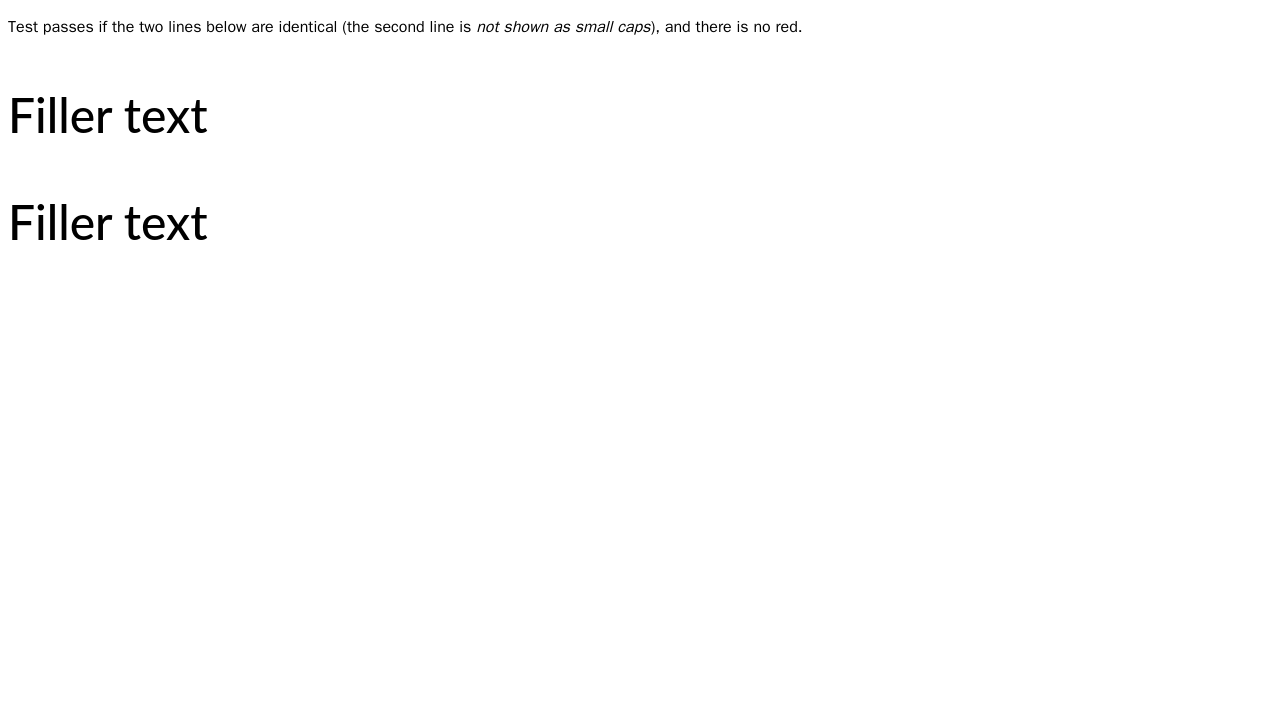 Test passes if the two lines below are identical (the second line is not shown as small caps), and there is no red.
Filler text
Filler text